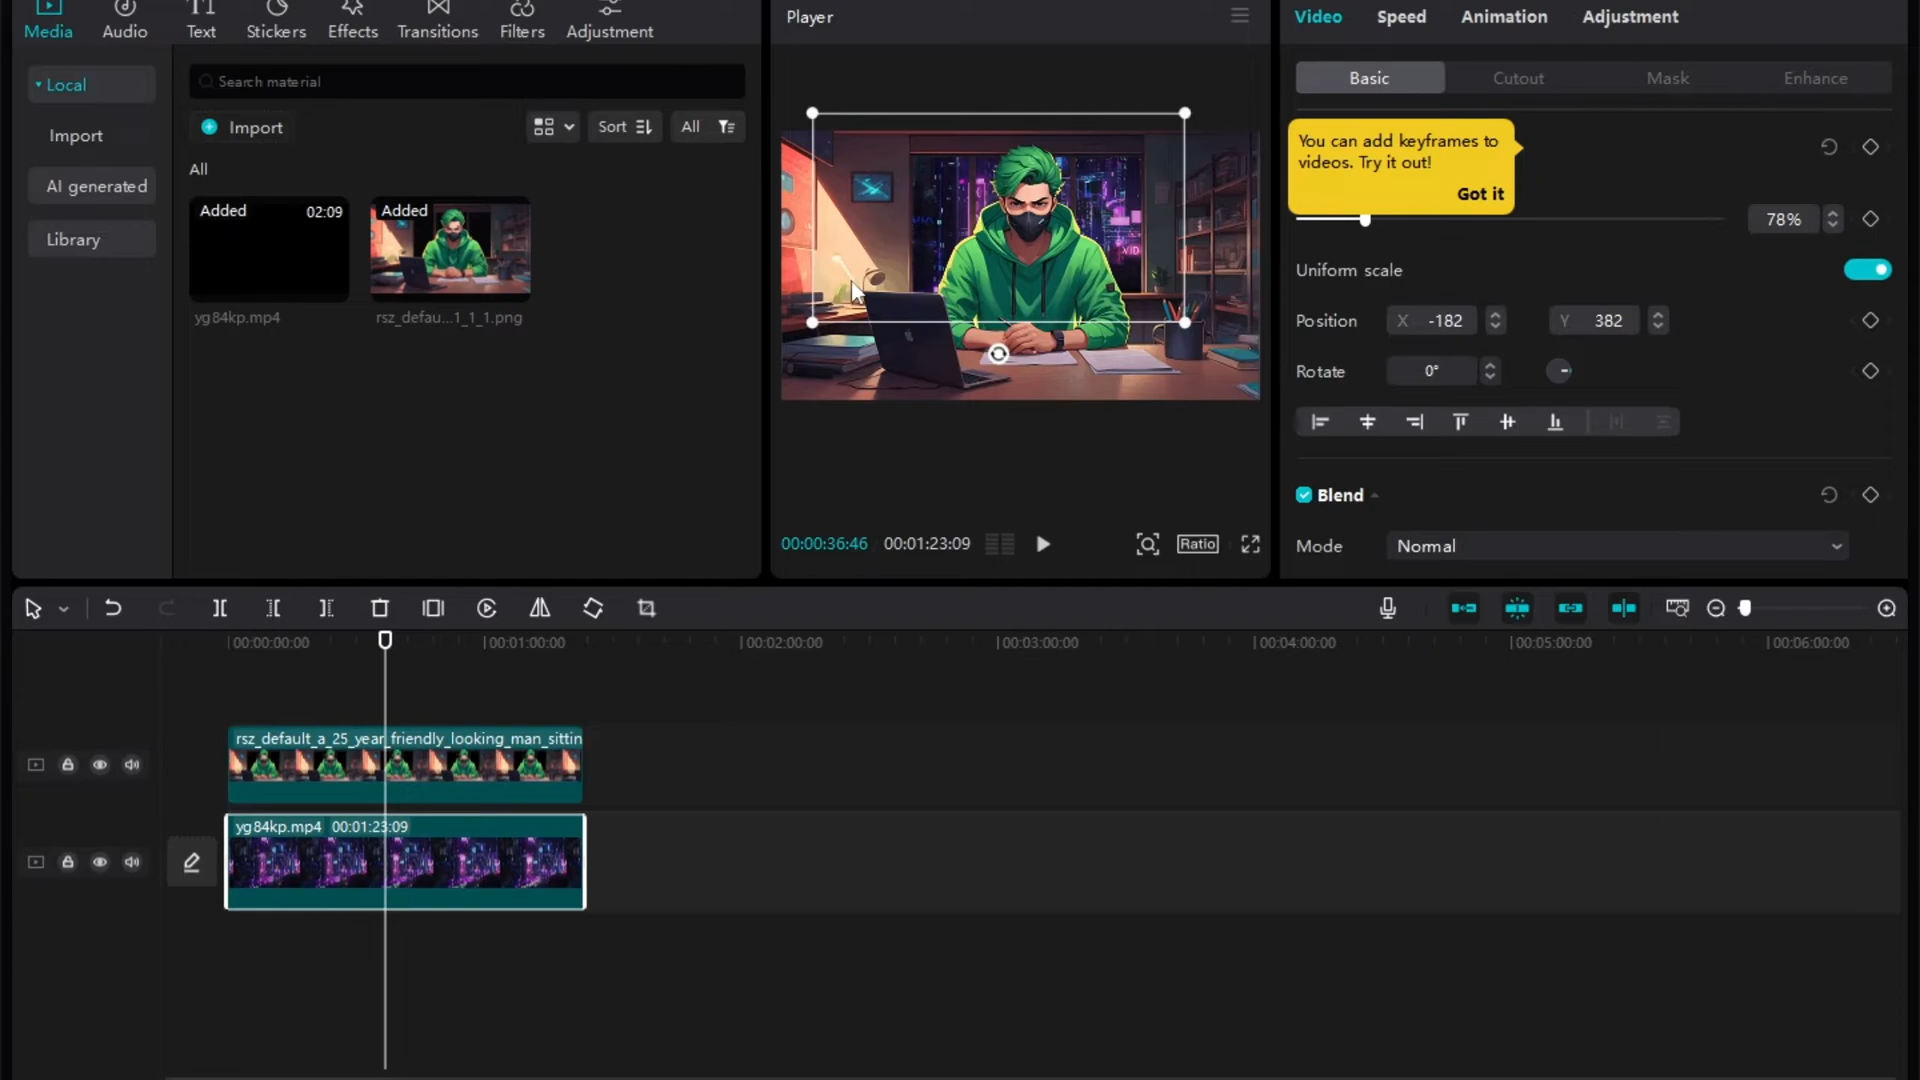 Media
Audio
Text
Stickers
Effects
Transitions
Filters
Adjustment
Local
Import
AI generated
Library
Search material
Import
Sort
All
All
Added
02:09
yg84kp.mp4
Added
rsz_defau...1_1_1.png
Player
00:00:36:46
00:01:23:09
Ratio
Video
Speed
Animation
Adjustment
Basic
Cutout
Mask
Enhance
You can add keyframes to
videos. Try it out!
Got it
78%
Uniform scale
Position
X -182
Y 382
Rotate
0°
Blend
Mode
Normal
00:00:00:00
00:01:00:00
00:02:00:00
00:03:00:00
00:04:00:00
00:05:00:00
00:06:00:00
rsz_default_a_25_year_friendly_looking_man_sittin
yg84kp.mp4 00:01:23:09